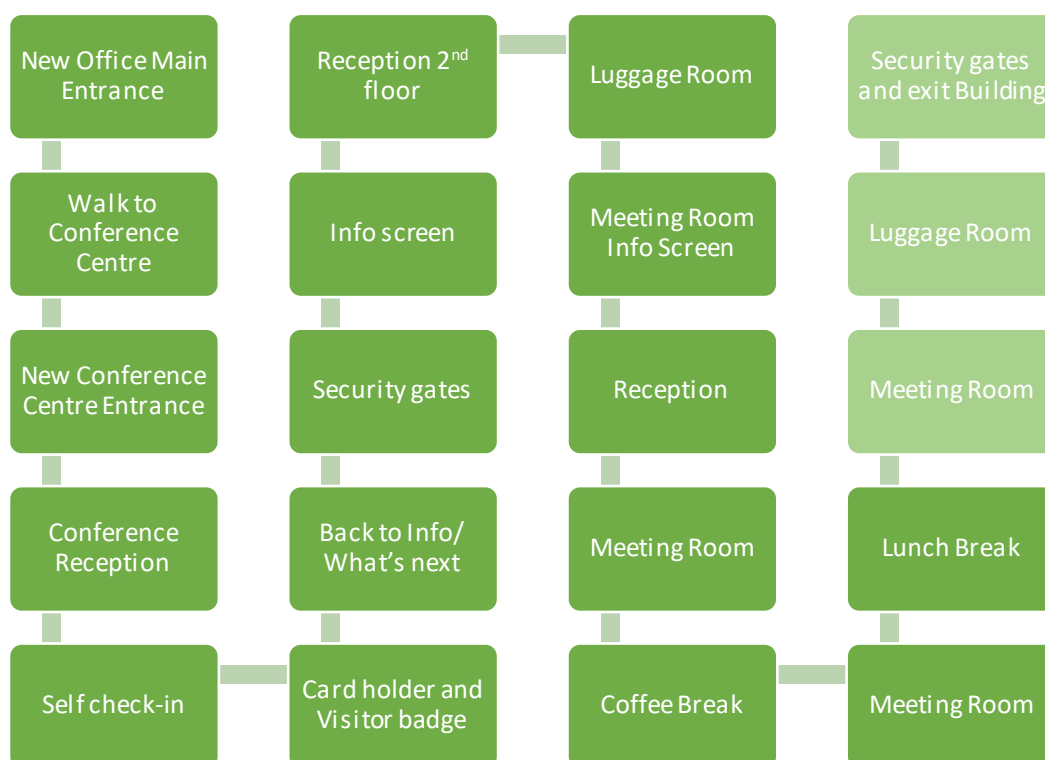 New Office Main
Entrance
Walk to
Conference
Centre
New Conference
Centre Entrance
Conference
Reception
Self check-in
Card holder and
Visitor badge
Back to Info/
What's next
Security gates
Info screen
Reception 2nd
floor
Luggage Room
Meeting Room
Info Screen
Reception
Meeting Room
Coffee Break
Meeting Room
Lunch Break
Meeting Room
Luggage Room
Security gates
and exit Building